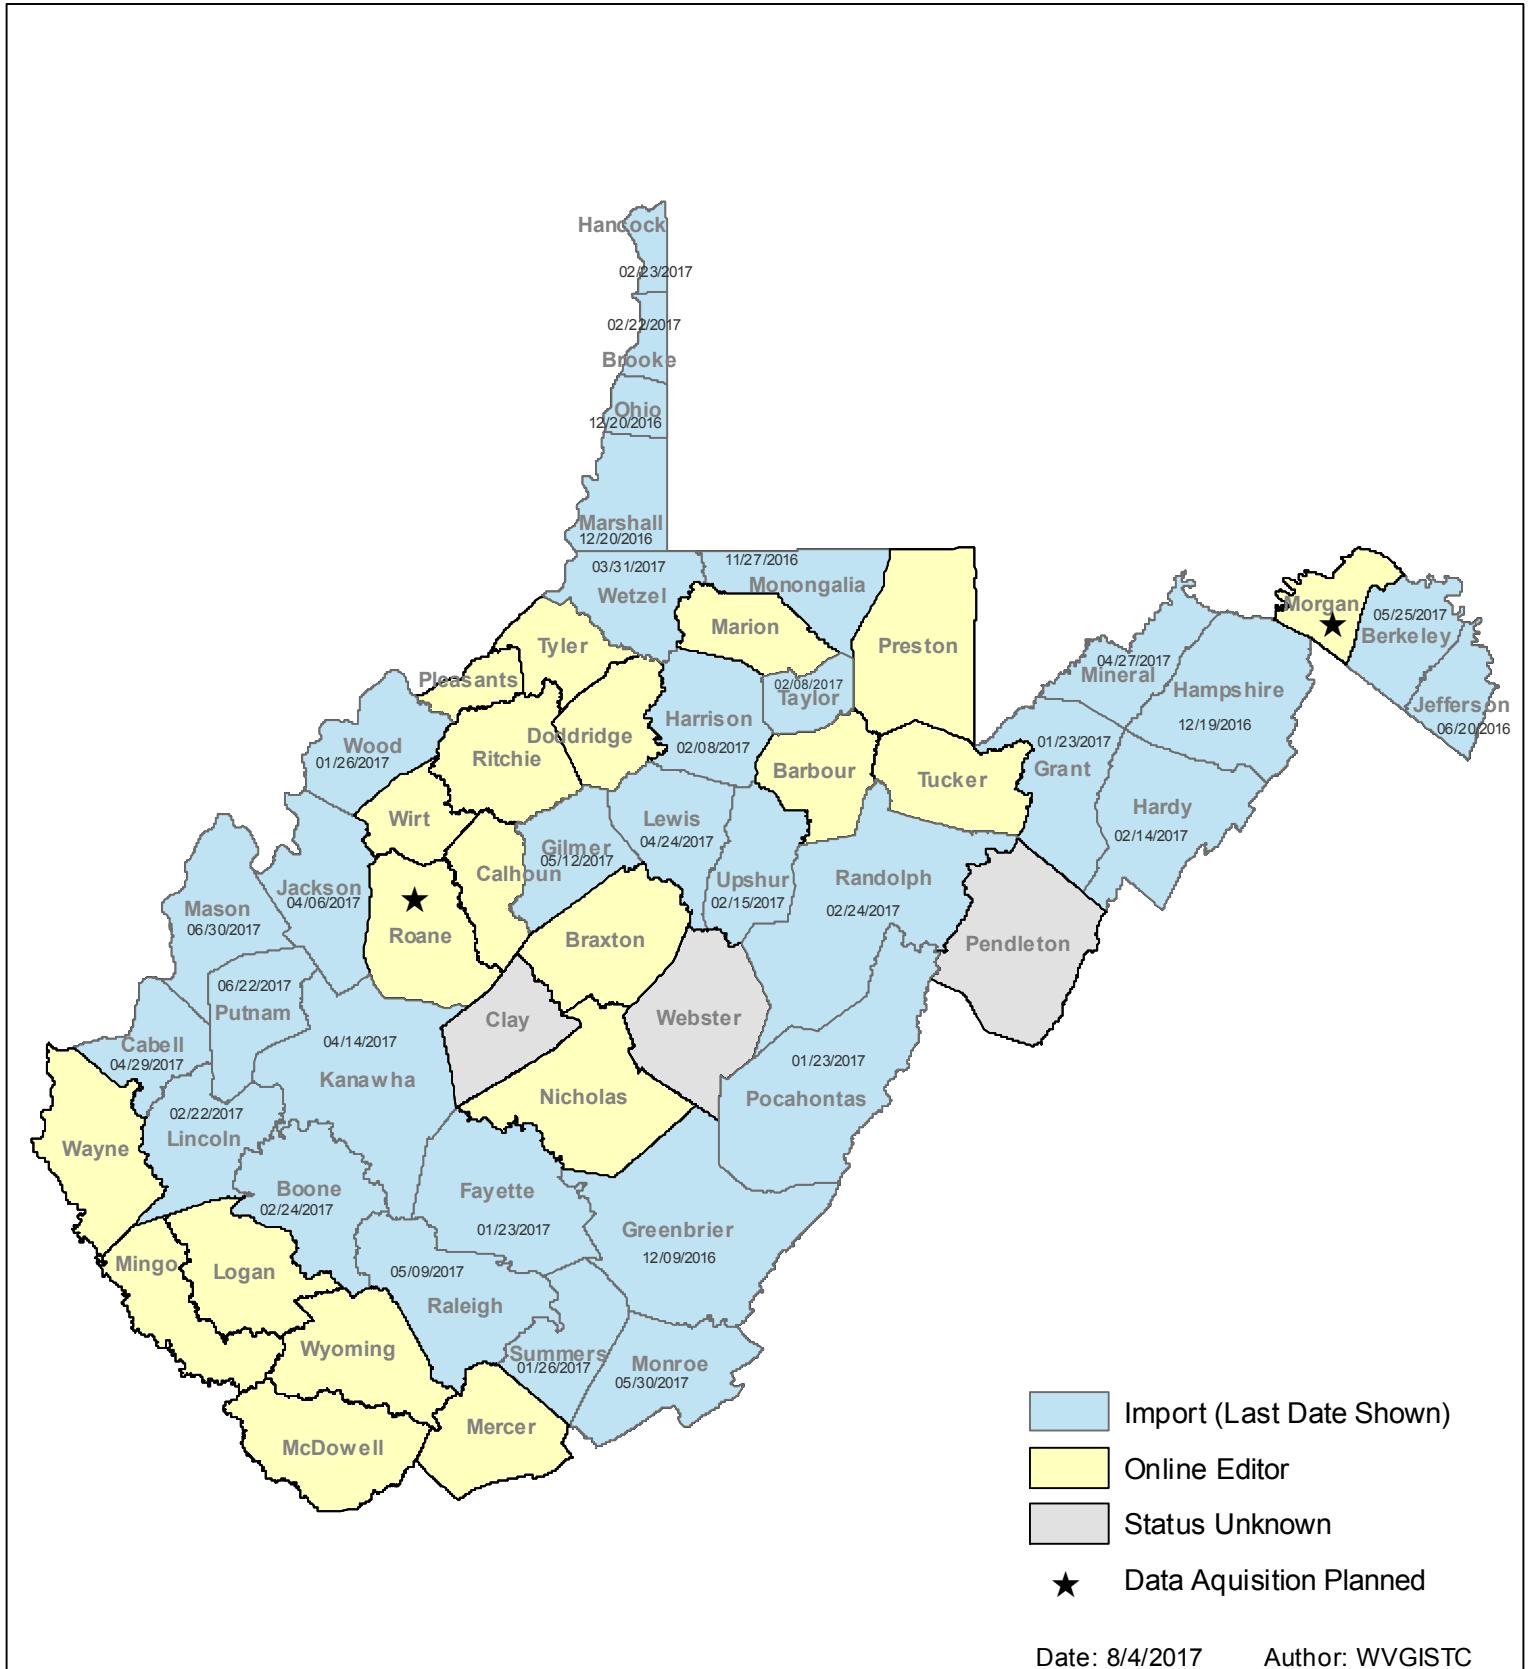 Hancock
02/23/2017
02/22/2017
Brooke
Ohio
12/20/2016
Marshall
12/20/2016
03/31/2017
Wetzel
11/27/2016
Monongalia
Marion
Preston
Tyler
Pleasants
Doddridge
Ritchie
Harrison
02/08/2017
02/08/2017
Taylor
Morgan
05/25/2017
Berkeley
Jefferson
06/20/2016
04/27/2017
Mineral
Hampshire
12/19/2016
01/23/2017
Grant
Hardy
02/14/2017
Wood
01/26/2017
Wirt
Barbour
Tucker
Lewis
04/24/2017
Gilmer
05/12/2017
Calhoun
Upshur
02/15/2017
Randolph
02/24/2017
Jackson
04/06/2017
Mason
06/30/2017
Roane
Braxton
Pendleton
06/22/2017
Putnam
Clay
Webster
Cabell
04/29/2017
04/14/2017
Kanawha
01/23/2017
Pocahontas
Nicholas
02/22/2017
Lincoln
Wayne
Boone
02/24/2017
Fayette
01/23/2017
Greenbrier
12/09/2016
Mingo
Logan
05/09/2017
Raleigh
Wyoming
Summers
01/26/2017
Monroe
05/30/2017
McDowell
Mercer
Import (Last Date Shown)
Online Editor
Status Unknown
Data Aquisition Planned
Date: 8/4/2017 Author: WVGISTC